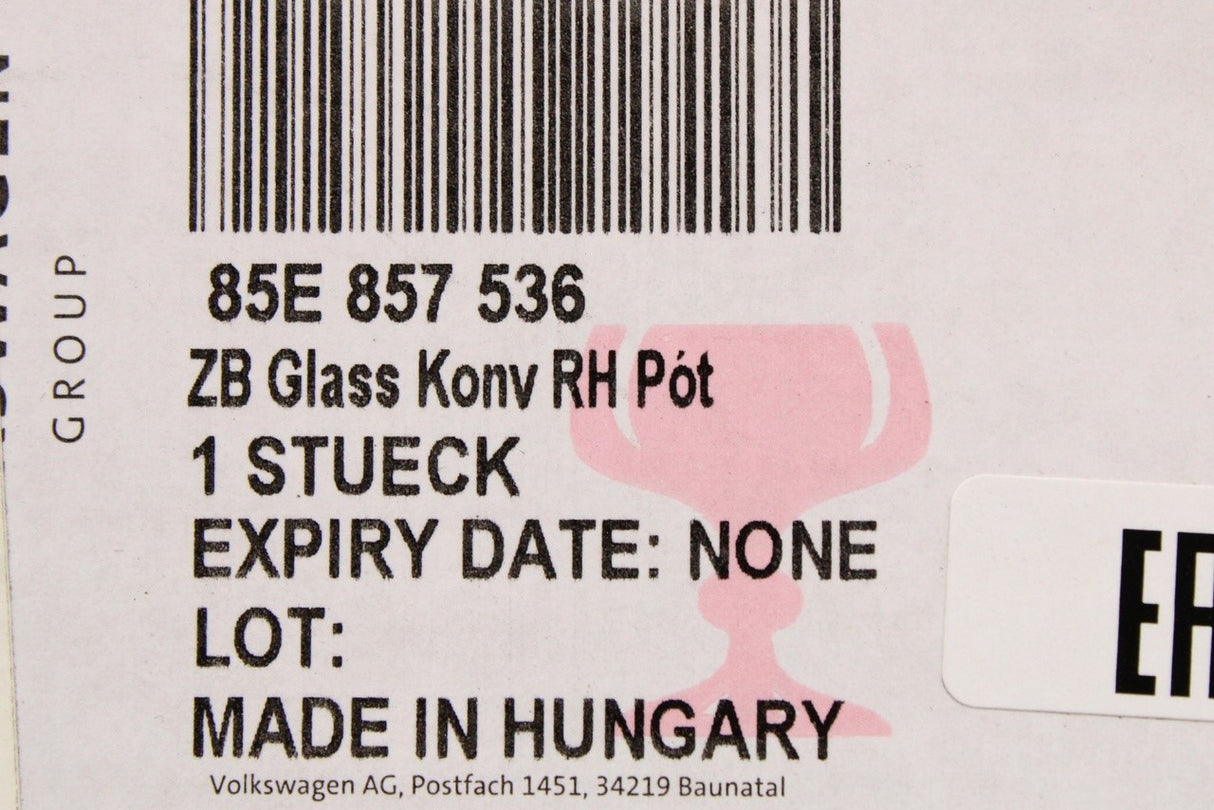 85E 857 536
ZB Glass Konv RH Pót
1 STUECK
EXPIRY DATE: NONE
LOT:
MADE IN HUNGARY
Volkswagen AG, Postfach 1451, 34219 Baunatal
GROUP